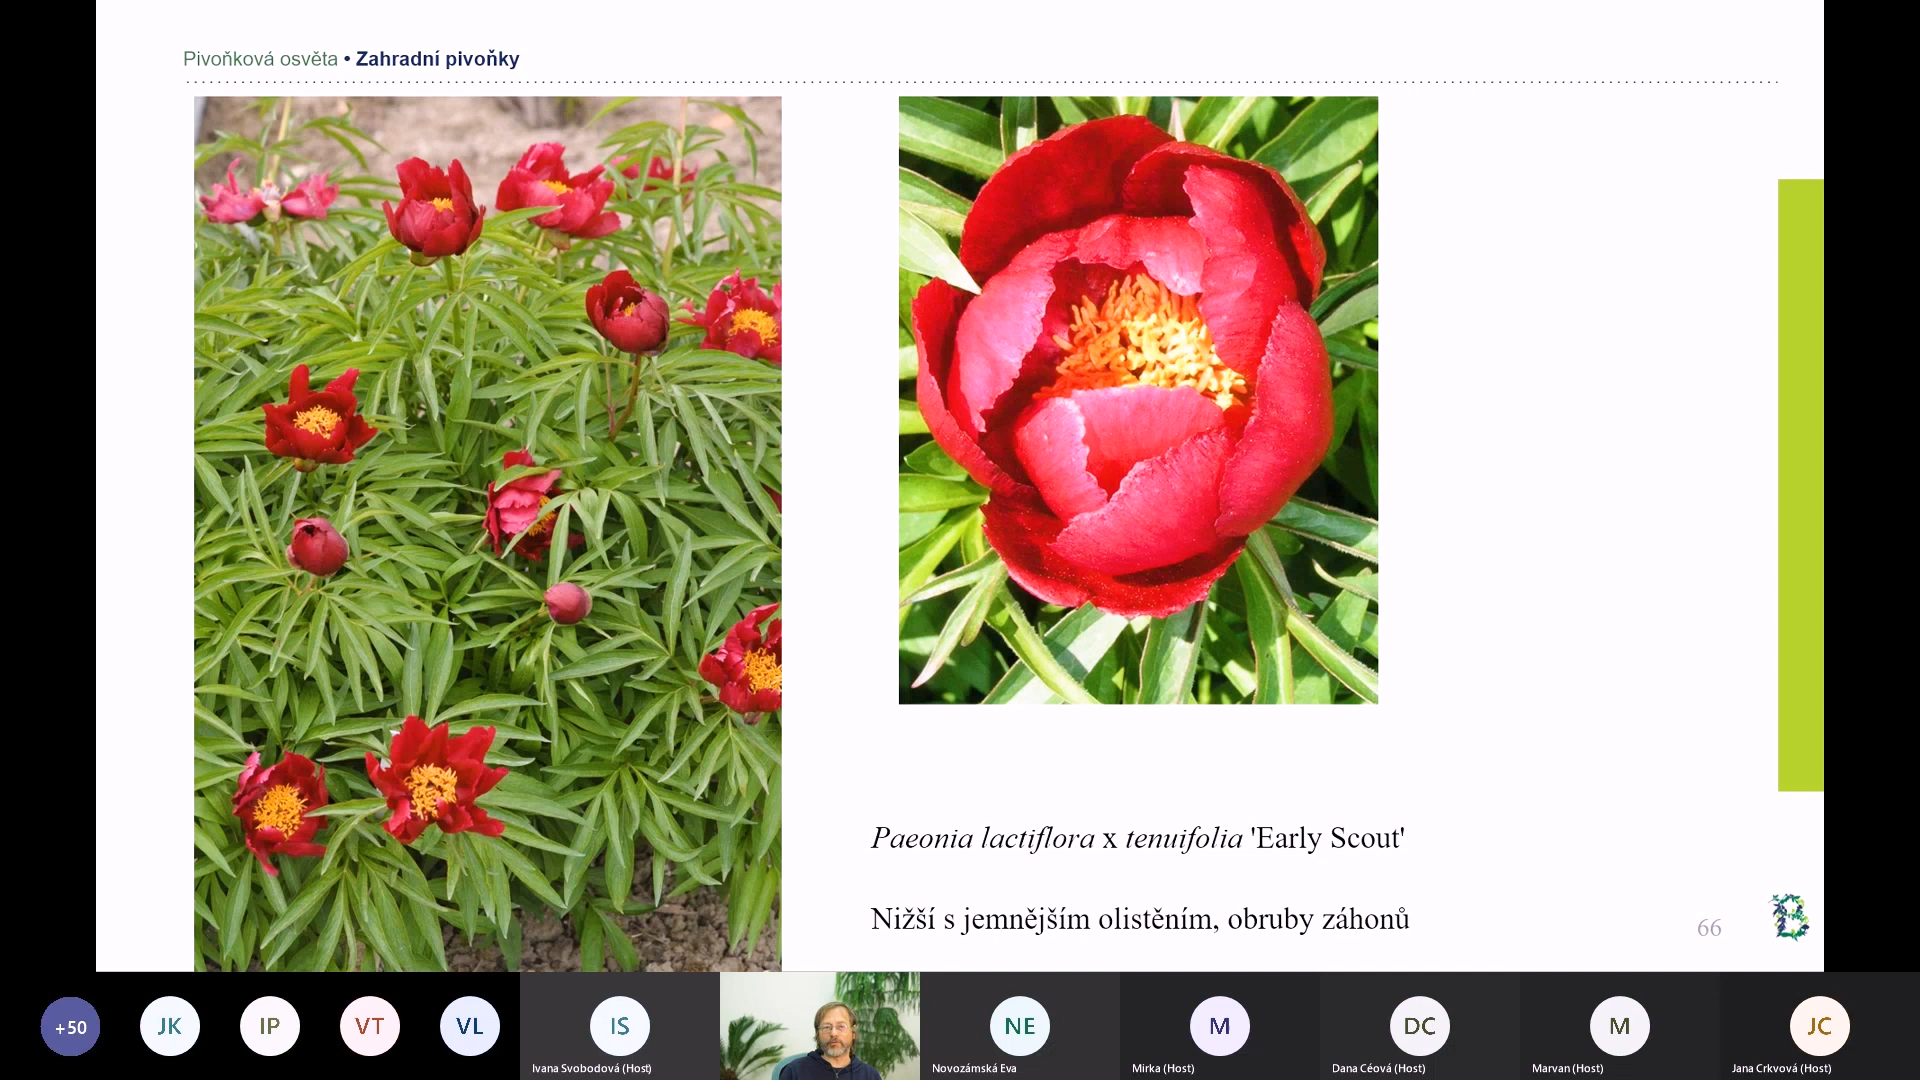 Pivoňková osvěta • Zahradní pivoňky
Paeonia lactiflora x tenuifolia 'Early Scout'
Nižší s jemnějším olistěním, obruby záhonů
66
B
+50
JK
IP
VT
VL
IS
NE
M
DC
M
JC
Ivana Svobodová (Host)
Novozámská Eva
Mirka (Host)
Dana Céová (Host)
Marvan (Host)
Jana Crkvová (Host)